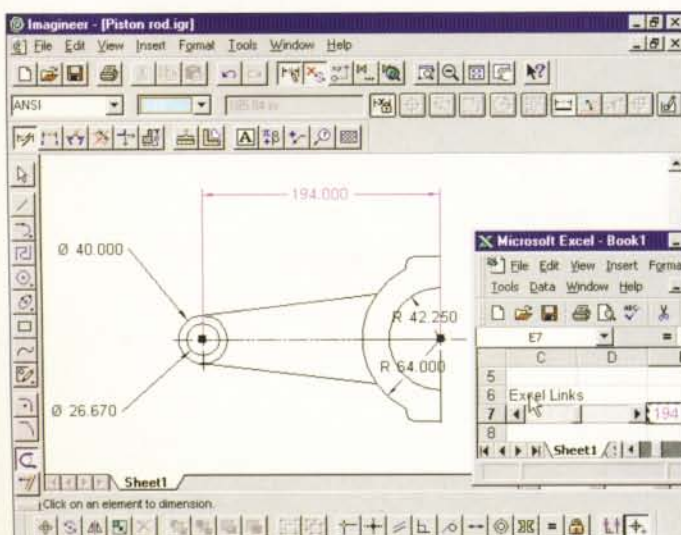 Imagineer - [Piston rod.igr]
File Edit View Insert Format Tools Window Help
ANSI
A
194.000
Ø 40.000
R 42.250
R 64.000
Ø 26.670
Sheet1
Click on an element to dimension.
Microsoft Excel - Book1
File Edit View Insert Forma
Tools Data Window Help
E7 =
C D
5
6 Excel Links
7 194
8
Sheet1